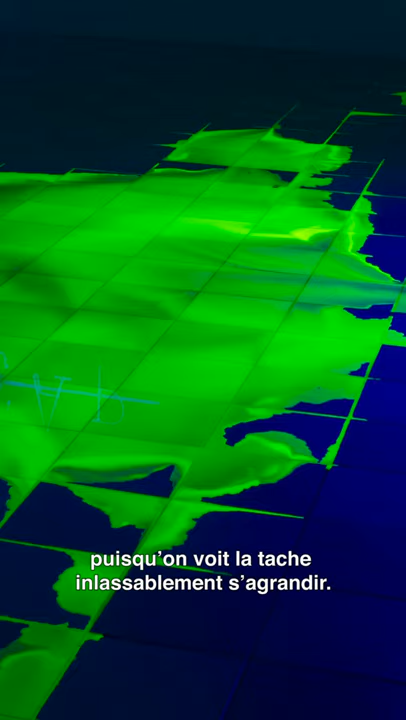 puisqu'on voit la tache
inlassablement s'agrandir.